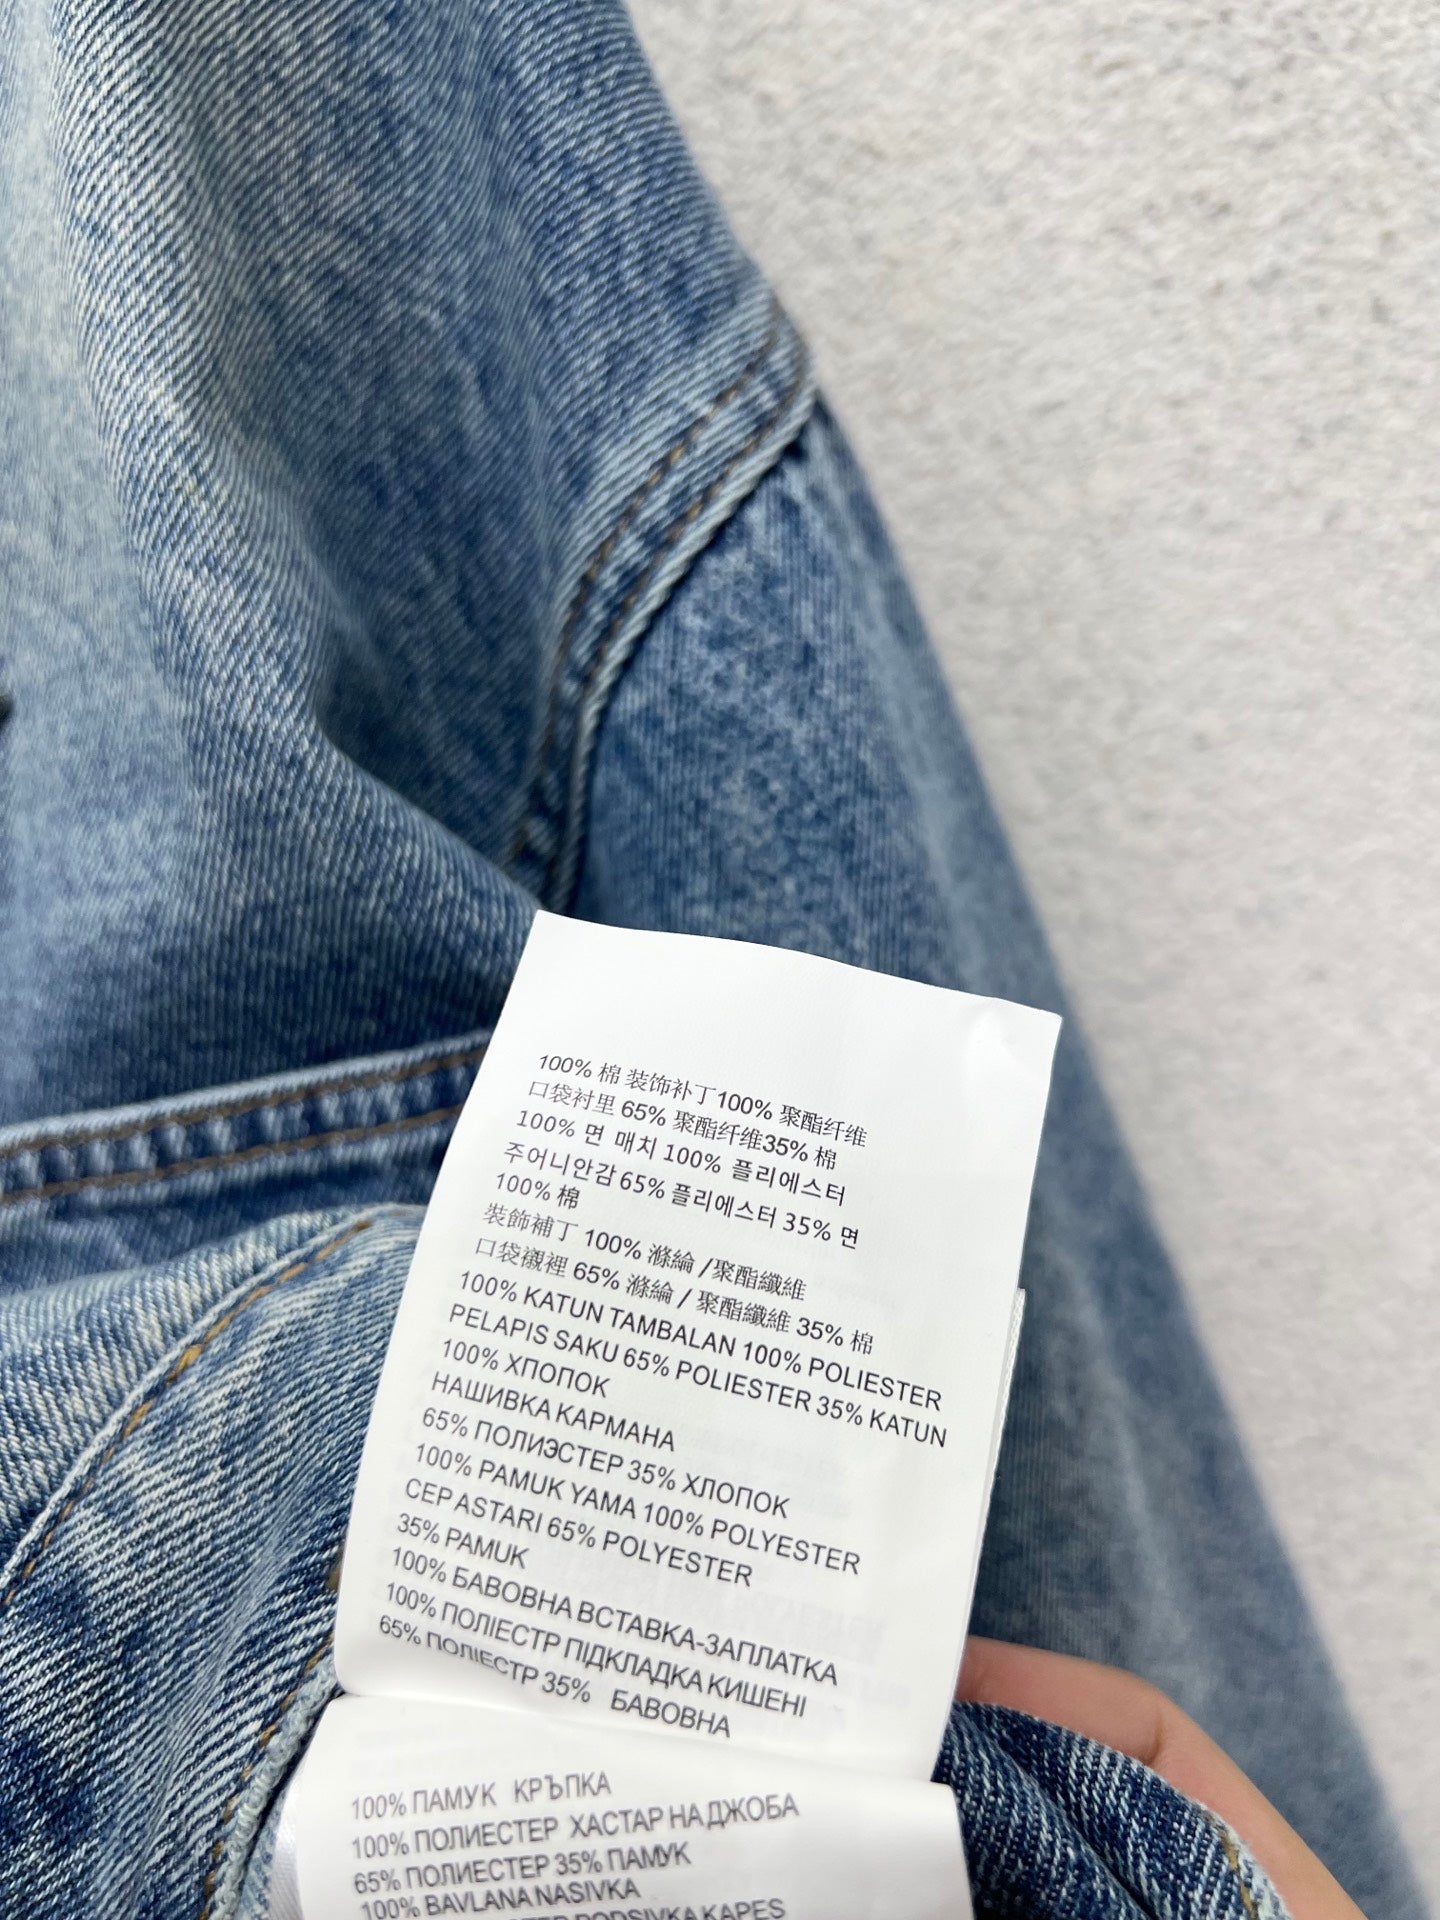 100% 棉 装饰补丁100% 聚酯纤维
口袋衬里 65% 聚酯纤维35% 棉
100% 면 매치 100% 플리에스터
주어니안감 65% 플리에스터 35% 면
100% 棉
裝飾補丁 100% 滌綸 /聚酯纖維
口袋襯裡 65% 滌綸 / 聚酯纖維 35% 棉
100% KATUN TAMBALAN 100% POLIESTER
PELAPIS SAKU 65% POLIESTER 35% KATUN
100% ХПОПОК
НАШИВКА КАРМАНА
65% ПОЛИЭСТЕР 35% ХЛОПОК
100% PAMUK YAMA 100% POLYESTER
CEP ASTARI 65% POLYESTER
35% PAMUK
100% БАВОВНА ВСТАВКА-ЗАПЛАТКА
100% ПОЛІЕСТР ПІДКЛАДКА КИШЕНІ
65% ПОЛІЕСТР 35% БАВОВНА
100% ПАМУК КРЪПКА
100% ПОЛИЕСТЕР ХАСТАР НА ДЖОБА
65% ПОЛИЕСТЕР 35% ПАМУК
100% BAVLANA NASIVKA
PODSIVKA KAPES